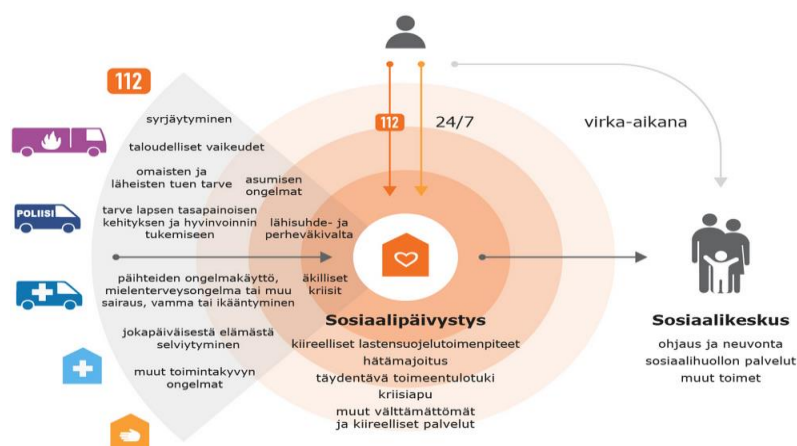 112
syrjäytyminen
taloudelliset vaikeudet
omaisten ja
läheisten tuen tarve
asumisen
ongelmat
POLIISI
tarve lapsen tasapainoisen
kehityksen ja hyvinvoinnin
tukemiseen
lähisuhde- ja
perheväkivalta
päihteiden ongelmakäyttö,
mielenterveysongelma tai muu
sairaus, vamma tai ikääntyminen
äkilliset
kriisit
jokapäiväisestä elämästä
selviytyminen
muut toimintakyvyn
ongelmat
112
24/7
virka-aikana
Sosiaalipäivystys
kiireelliset lastensuojelutoimenpiteet
hätämajoitus
täydentävä toimeentulotuki
kriisiapu
muut välttämättömät
ja kiireelliset palvelut
Sosiaalikeskus
ohjaus ja neuvonta
sosiaalihuollon palvelut
muut toimet